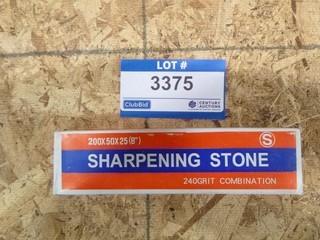 LOT #
3375
ClubBid
CENTURY
AUCTIONS
200X50X25(8")
S
SHARPENING STONE
240GRIT COMBINATION